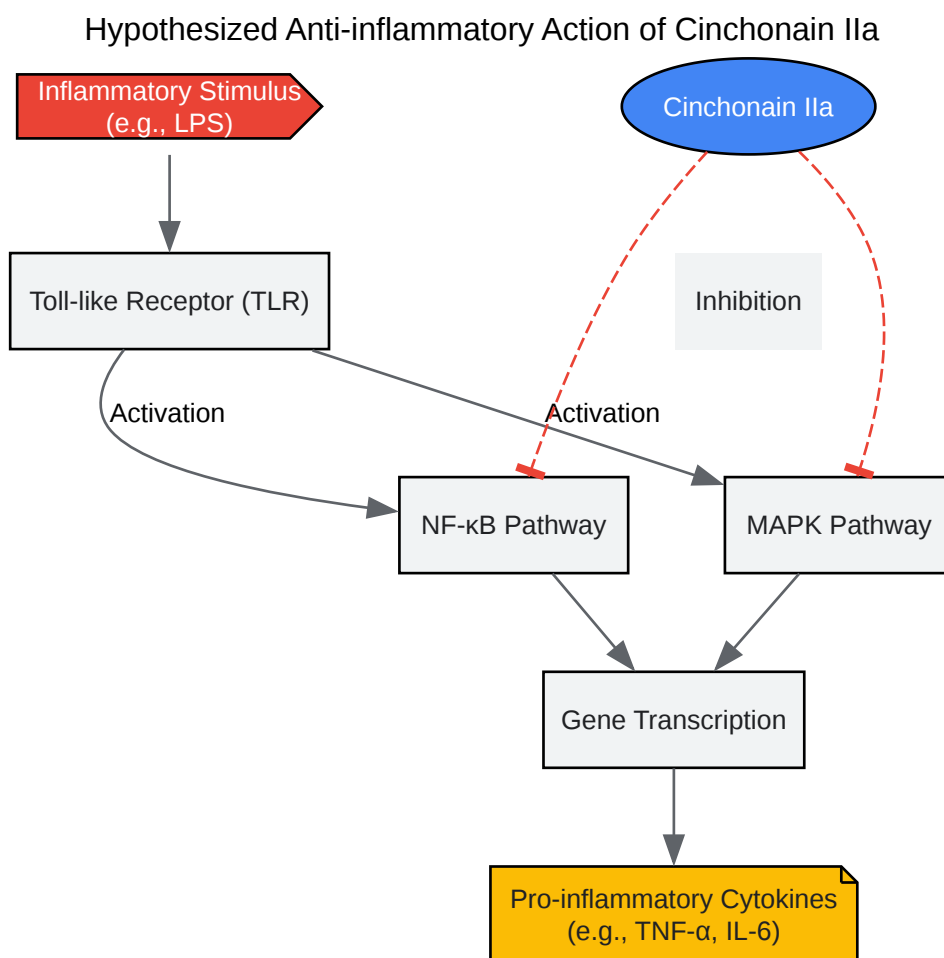 Hypothesized Anti-inflammatory Action of Cinchonain IIa
Inflammatory Stimulus
(e.g., LPS)
Cinchonain IIa
Toll-like Receptor (TLR)
Inhibition
Activation
Activation
NF-κB Pathway
MAPK Pathway
Gene Transcription
Pro-inflammatory Cytokines
(e.g., TNF-α, IL-6)